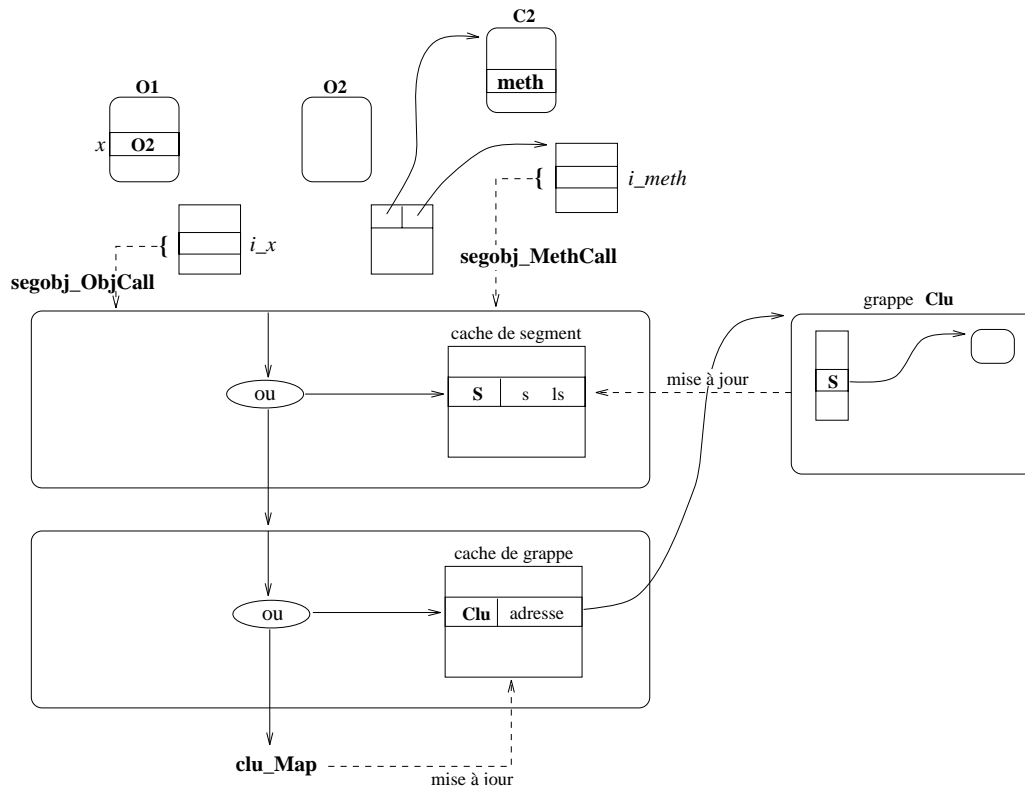 C2
meth
O1
O2
x
O2
{
i_meth
{
i_x
segobj_MethCall
segobj_ObjCall
grappe Clu
cache de segment
ou
S s ls
mise à jour
S
cache de grappe
ou
Clu adresse
clu_Map
mise à jour